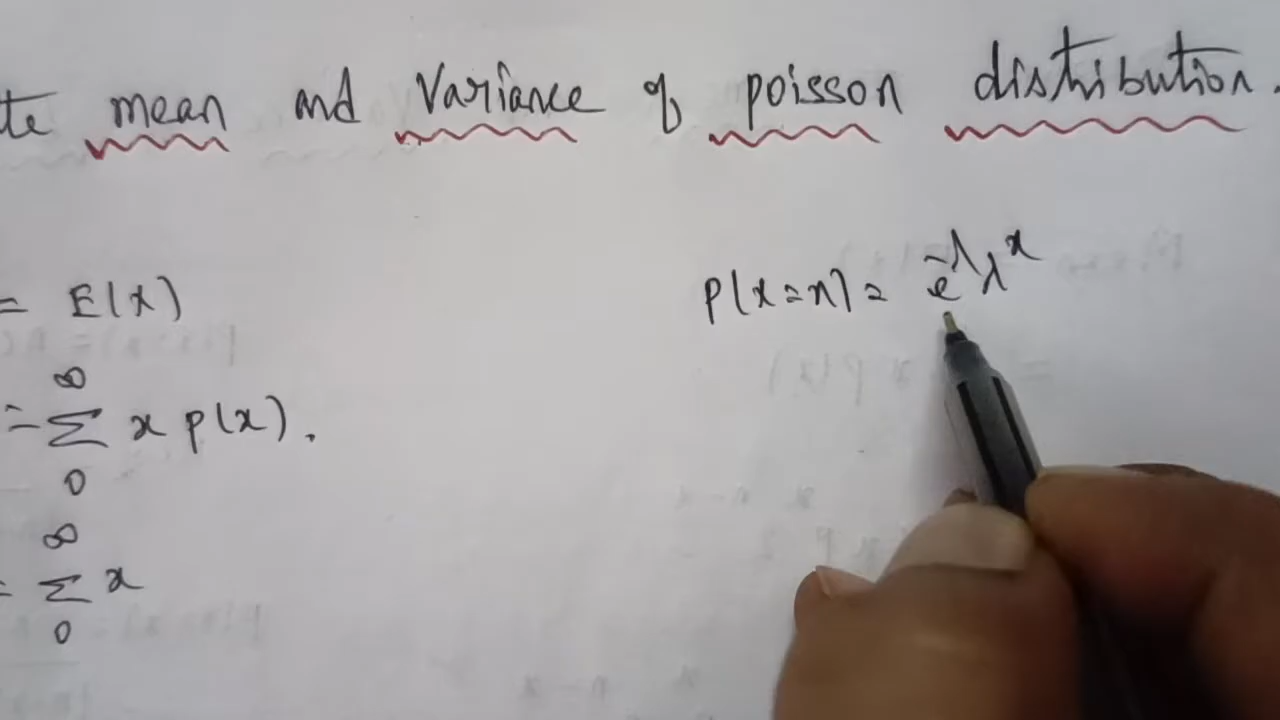 te mean and Variance of poisson distribution.
= E(X)
P(x=x) = e^-λ λ^x
∞
= Σ x p(x).
0
∞
= Σ x
0